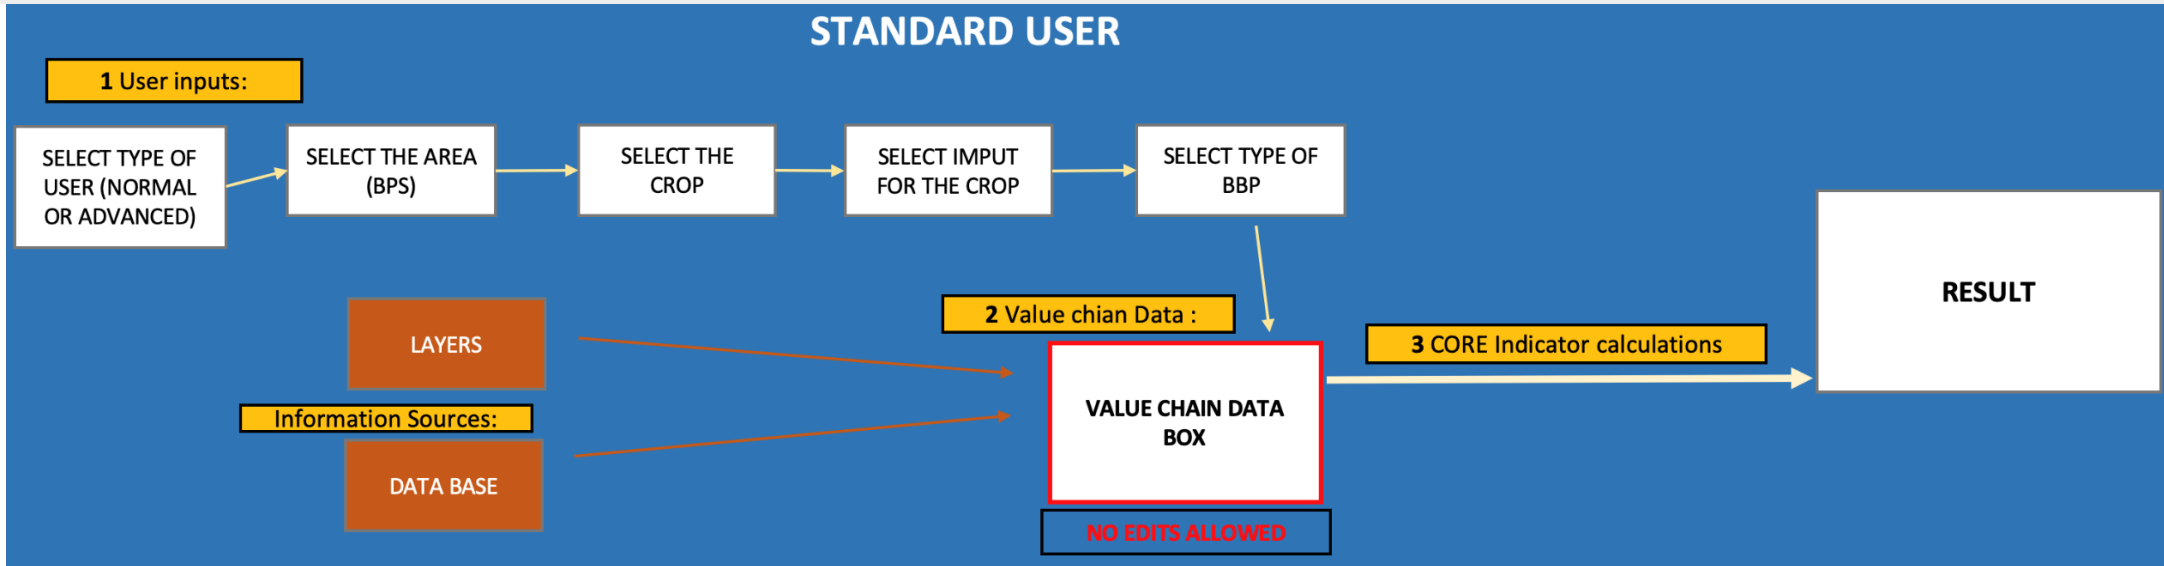 STANDARD USER
1 User inputs:
SELECT TYPE OF
USER (NORMAL
OR ADVANCED)
SELECT THE AREA
(BPS)
SELECT THE
CROP
SELECT IMPUT
FOR THE CROP
SELECT TYPE OF
BBP
LAYERS
Information Sources:
DATA BASE
2 Value chian Data :
VALUE CHAIN DATA
BOX
NO EDITS ALLOWED
3 CORE Indicator calculations
RESULT